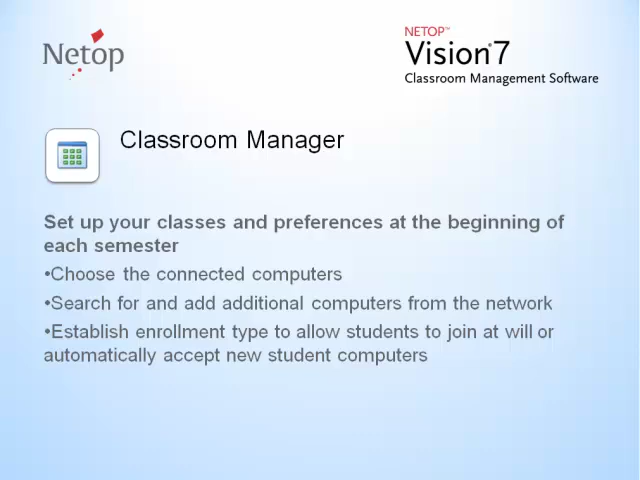 Netop
NETOP™
Vision®7
Classroom Management Software
Classroom Manager
Set up your classes and preferences at the beginning of
each semester
•Choose the connected computers
•Search for and add additional computers from the network
•Establish enrollment type to allow students to join at will or
automatically accept new student computers